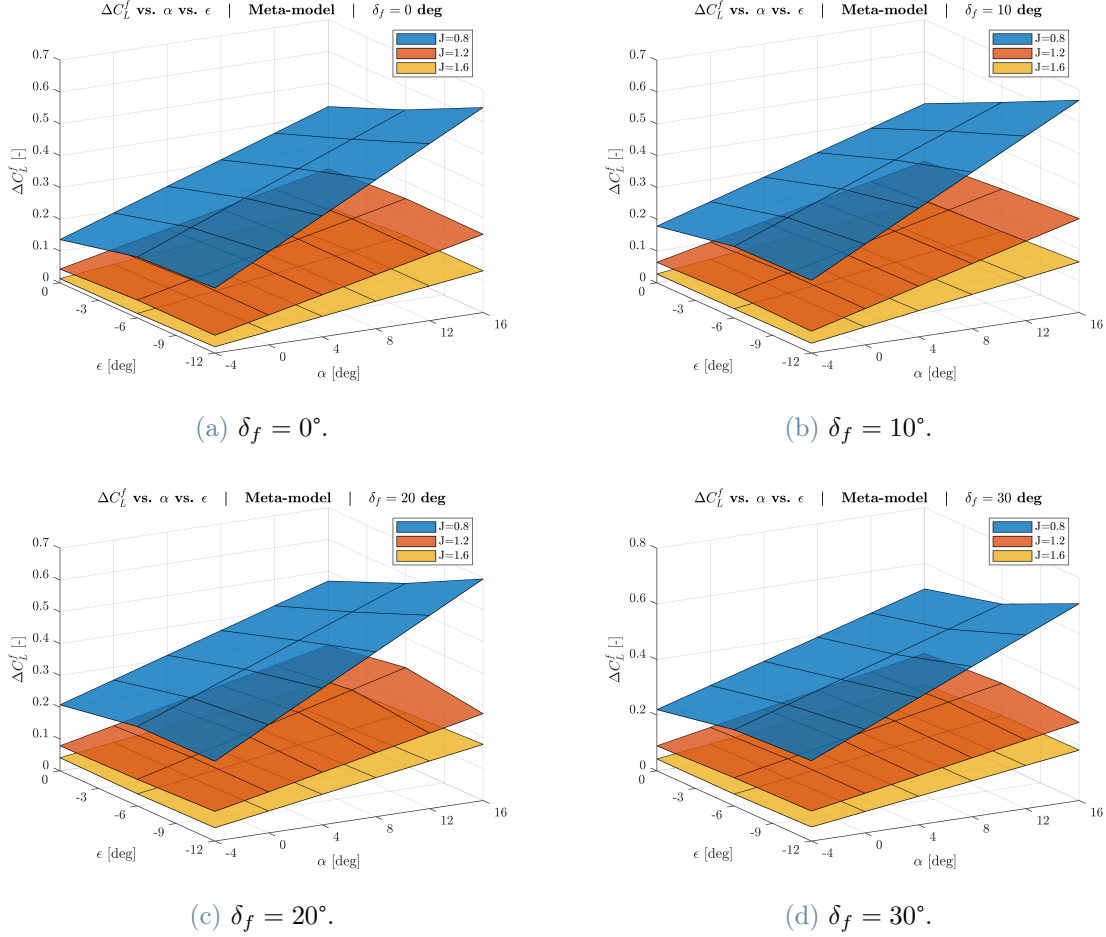 ΔC_L^f vs. α vs. ϵ | Meta-model | δ_f = 0 deg
J=0.8
J=1.2
J=1.6
0.7
0.6
0.5
0.4
0.3
0.2
0.1
0
ΔC_L^f [-]
0
-3
-6
-9
-12
ϵ [deg]
-4
0
4
8
12
16
α [deg]
(a) δ_f = 0°.
ΔC_L^f vs. α vs. ϵ | Meta-model | δ_f = 10 deg
J=0.8
J=1.2
J=1.6
0.7
0.6
0.5
0.4
0.3
0.2
0.1
0
ΔC_L^f [-]
0
-3
-6
-9
-12
ϵ [deg]
-4
0
4
8
12
16
α [deg]
(b) δ_f = 10°.
ΔC_L^f vs. α vs. ϵ | Meta-model | δ_f = 20 deg
J=0.8
J=1.2
J=1.6
0.7
0.6
0.5
0.4
0.3
0.2
0.1
0
ΔC_L^f [-]
0
-3
-6
-9
-12
ϵ [deg]
-4
0
4
8
12
16
α [deg]
(c) δ_f = 20°.
ΔC_L^f vs. α vs. ϵ | Meta-model | δ_f = 30 deg
J=0.8
J=1.2
J=1.6
0.8
0.6
0.4
0.2
0
ΔC_L^f [-]
0
-3
-6
-9
-12
ϵ [deg]
-4
0
4
8
12
16
α [deg]
(d) δ_f = 30°.